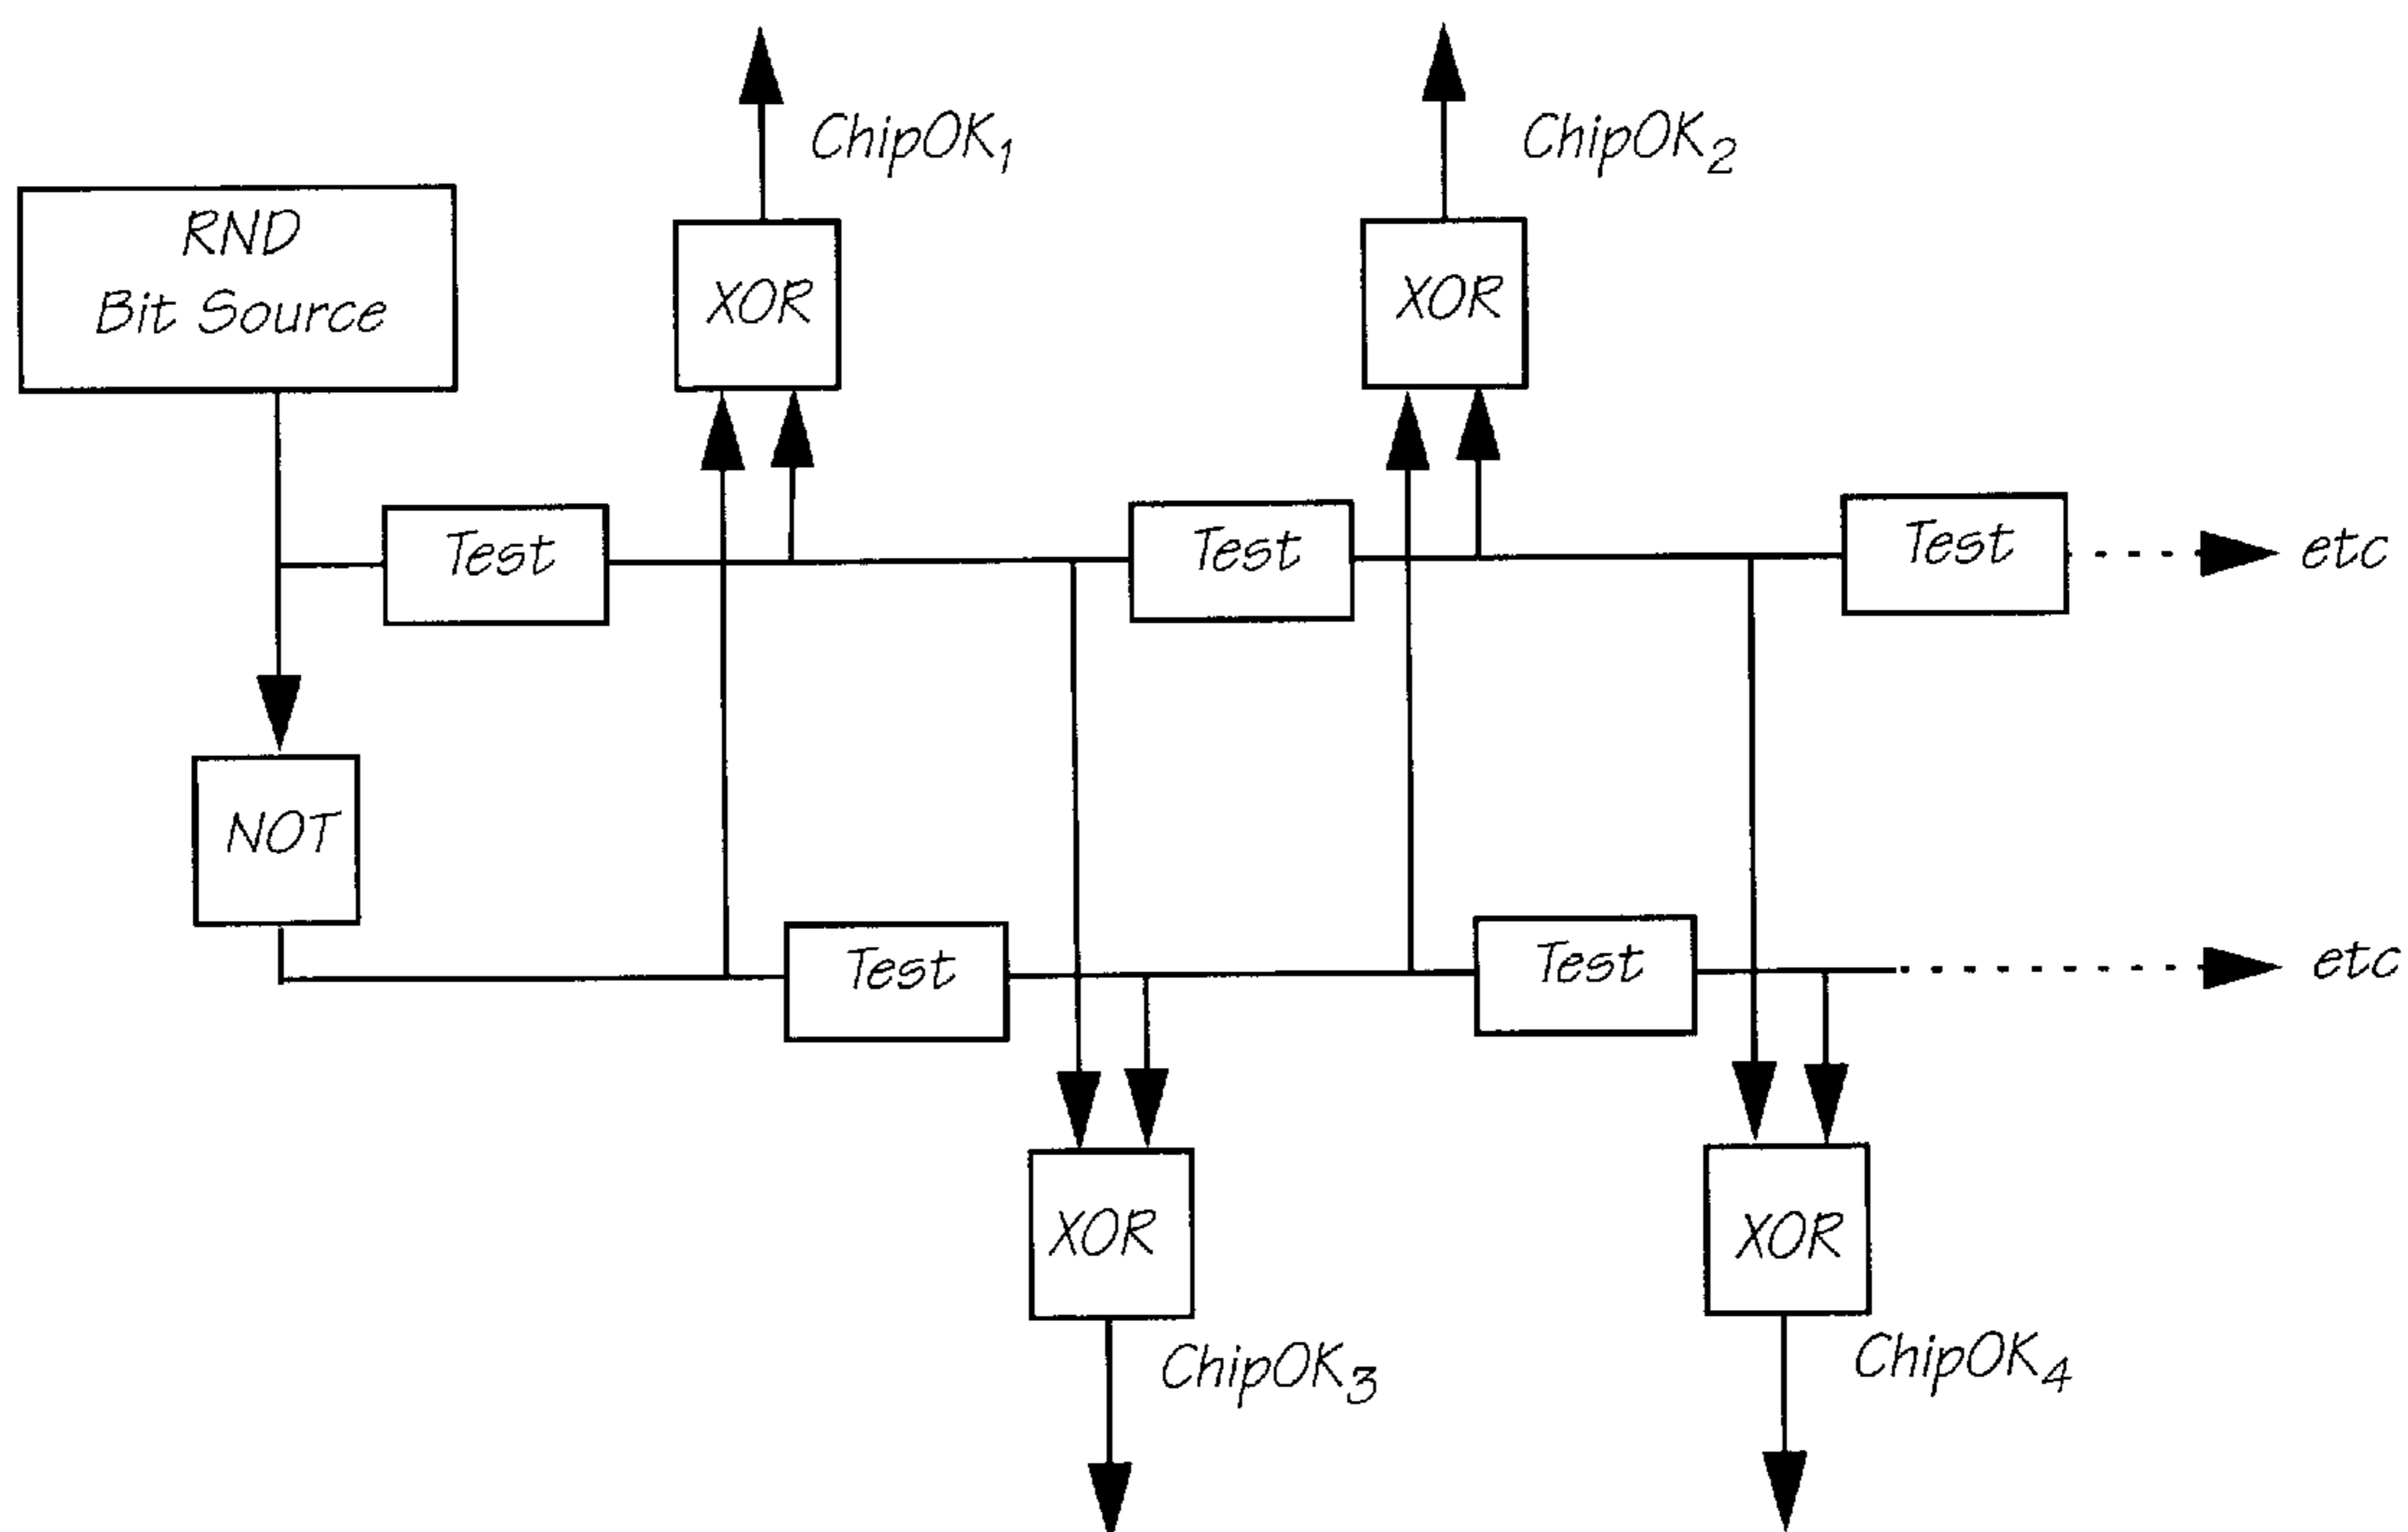 ChipOK₁
ChipOK₂
RND
Bit Source
XOR
XOR
Test
Test
Test
etc
NOT
Test
Test
etc
XOR
XOR
ChipOK₃
ChipOK₄